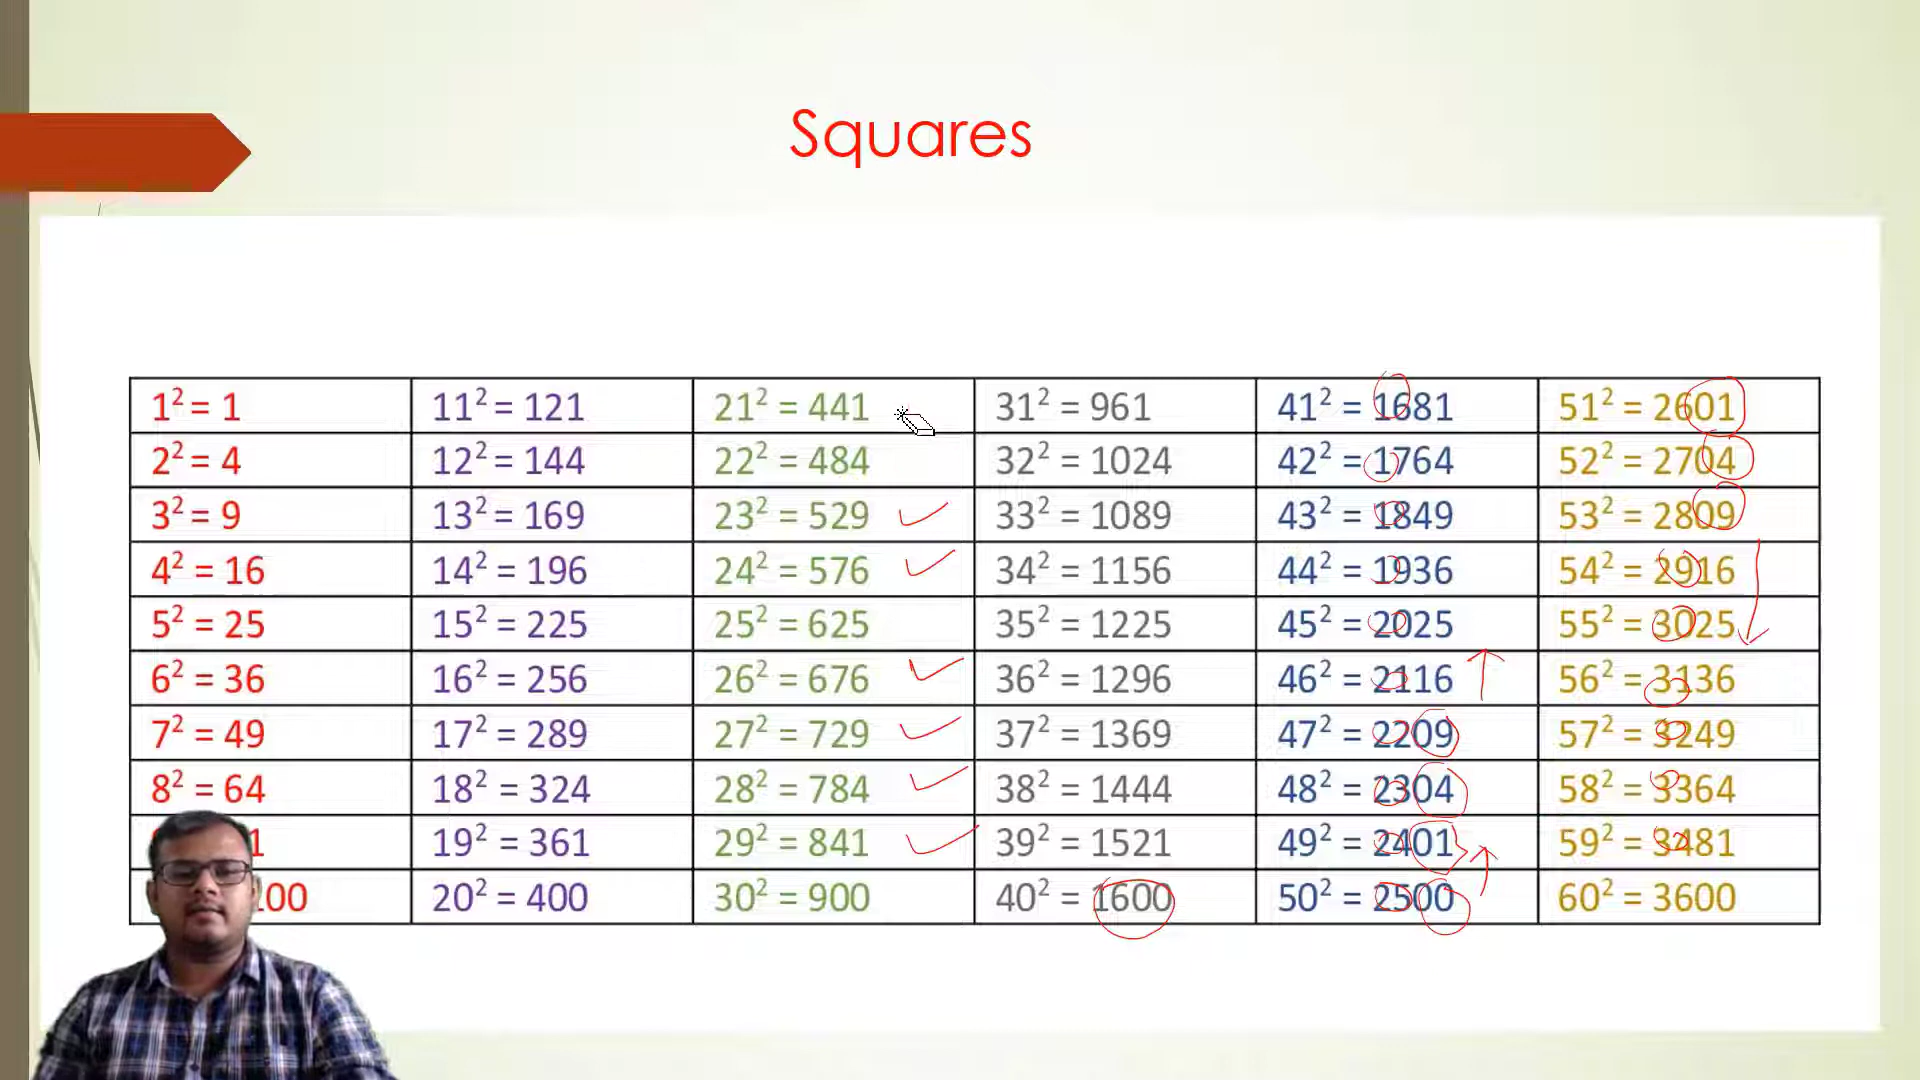 Squares
1² = 1 11² = 121 21² = 441 31² = 961 41² = 1681 51² = 2601
2² = 4 12² = 144 22² = 484 32² = 1024 42² = 1764 52² = 2704
3² = 9 13² = 169 23² = 529 33² = 1089 43² = 1849 53² = 2809
4² = 16 14² = 196 24² = 576 34² = 1156 44² = 1936 54² = 2916
5² = 25 15² = 225 25² = 625 35² = 1225 45² = 2025 55² = 3025
6² = 36 16² = 256 26² = 676 36² = 1296 46² = 2116 56² = 3136
7² = 49 17² = 289 27² = 729 37² = 1369 47² = 2209 57² = 3249
8² = 64 18² = 324 28² = 784 38² = 1444 48² = 2304 58² = 3364
1 19² = 361 29² = 841 39² = 1521 49² = 2401 59² = 3481
100 20² = 400 30² = 900 40² = 1600 50² = 2500 60² = 3600